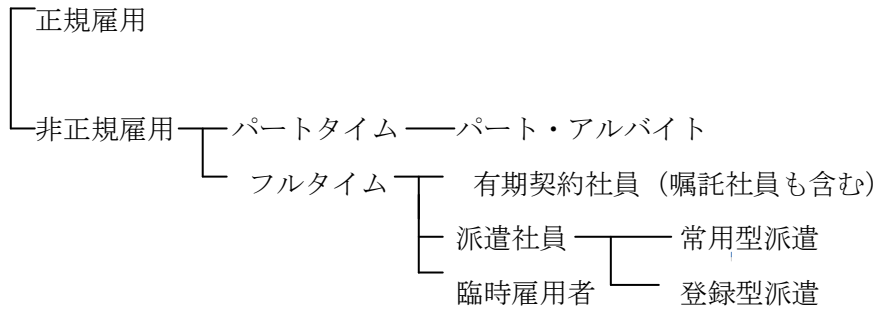 正規雇用
非正規雇用 パートタイム パート・アルバイト
フルタイム 有期契約社員（嘱託社員も含む）
派遣社員 常用型派遣
臨時雇用者 登録型派遣